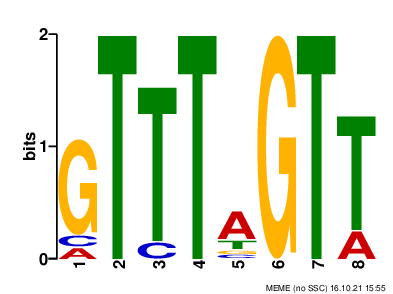 2
bits
1
0
G T T T A G T T
C C T A
A G
C
1 2 3 4 5 6 7 8
MEME (no SSC) 16.10.21 15:55